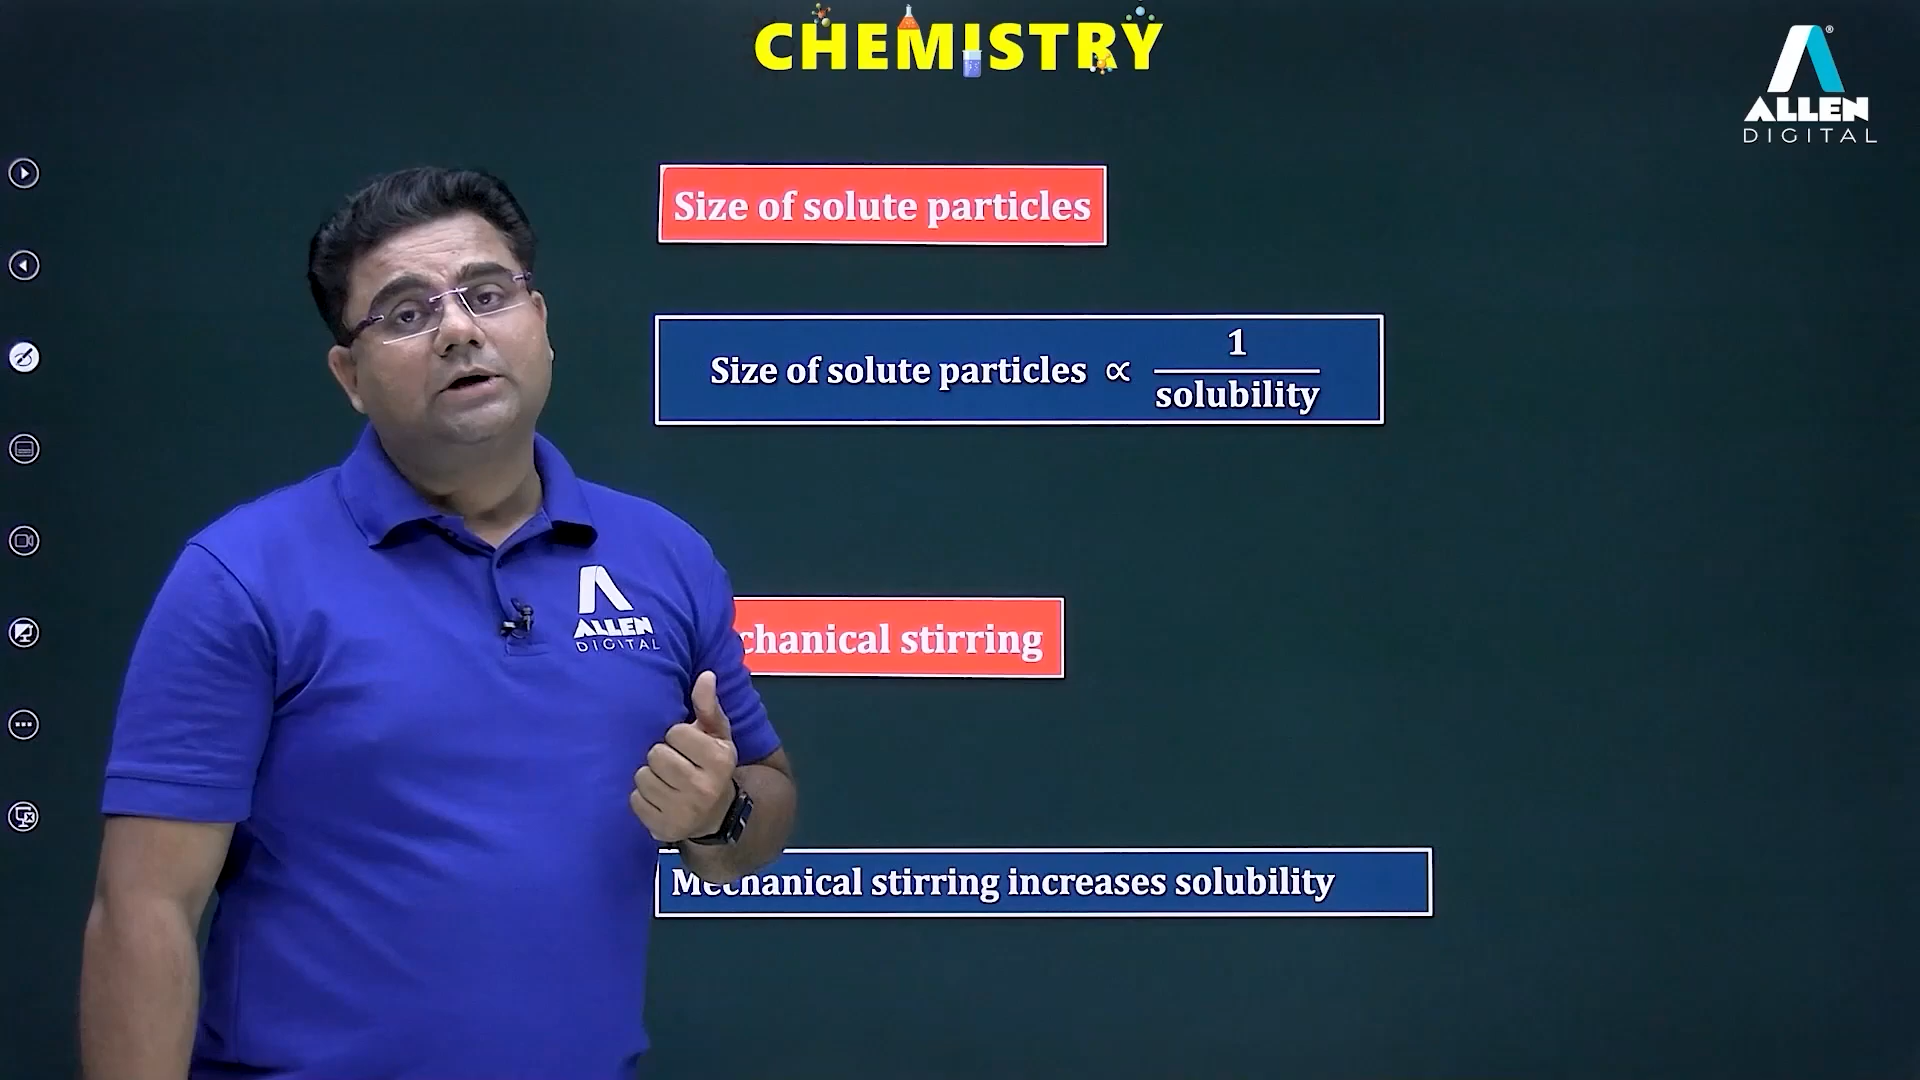 CHEMISTRY
ALLEN
DIGITAL
Size of solute particles
Size of solute particles ∝ 1
solubility
ALLEN
DIGITAL
chanical stirring
Mechanical stirring increases solubility